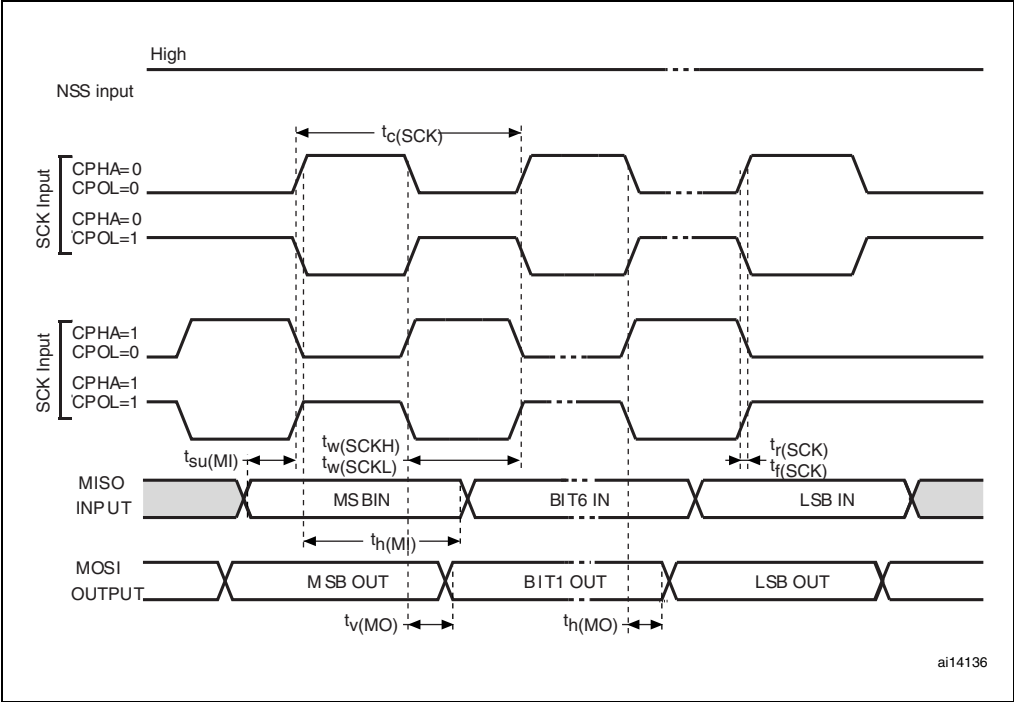 High
NSS input
tc(SCK)
SCK Input
CPHA=0
CPOL=0
CPHA=0
CPOL=1
SCK Input
CPHA=1
CPOL=0
CPHA=1
CPOL=1
tsu(MI)
tw(SCKH)
tw(SCKL)
tr(SCK)
tf(SCK)
MISO
INPUT
MSBIN
BIT6 IN
LSB IN
th(MI)
MOSI
OUTPUT
MSB OUT
BIT1 OUT
LSB OUT
tv(MO)
th(MO)
ai14136